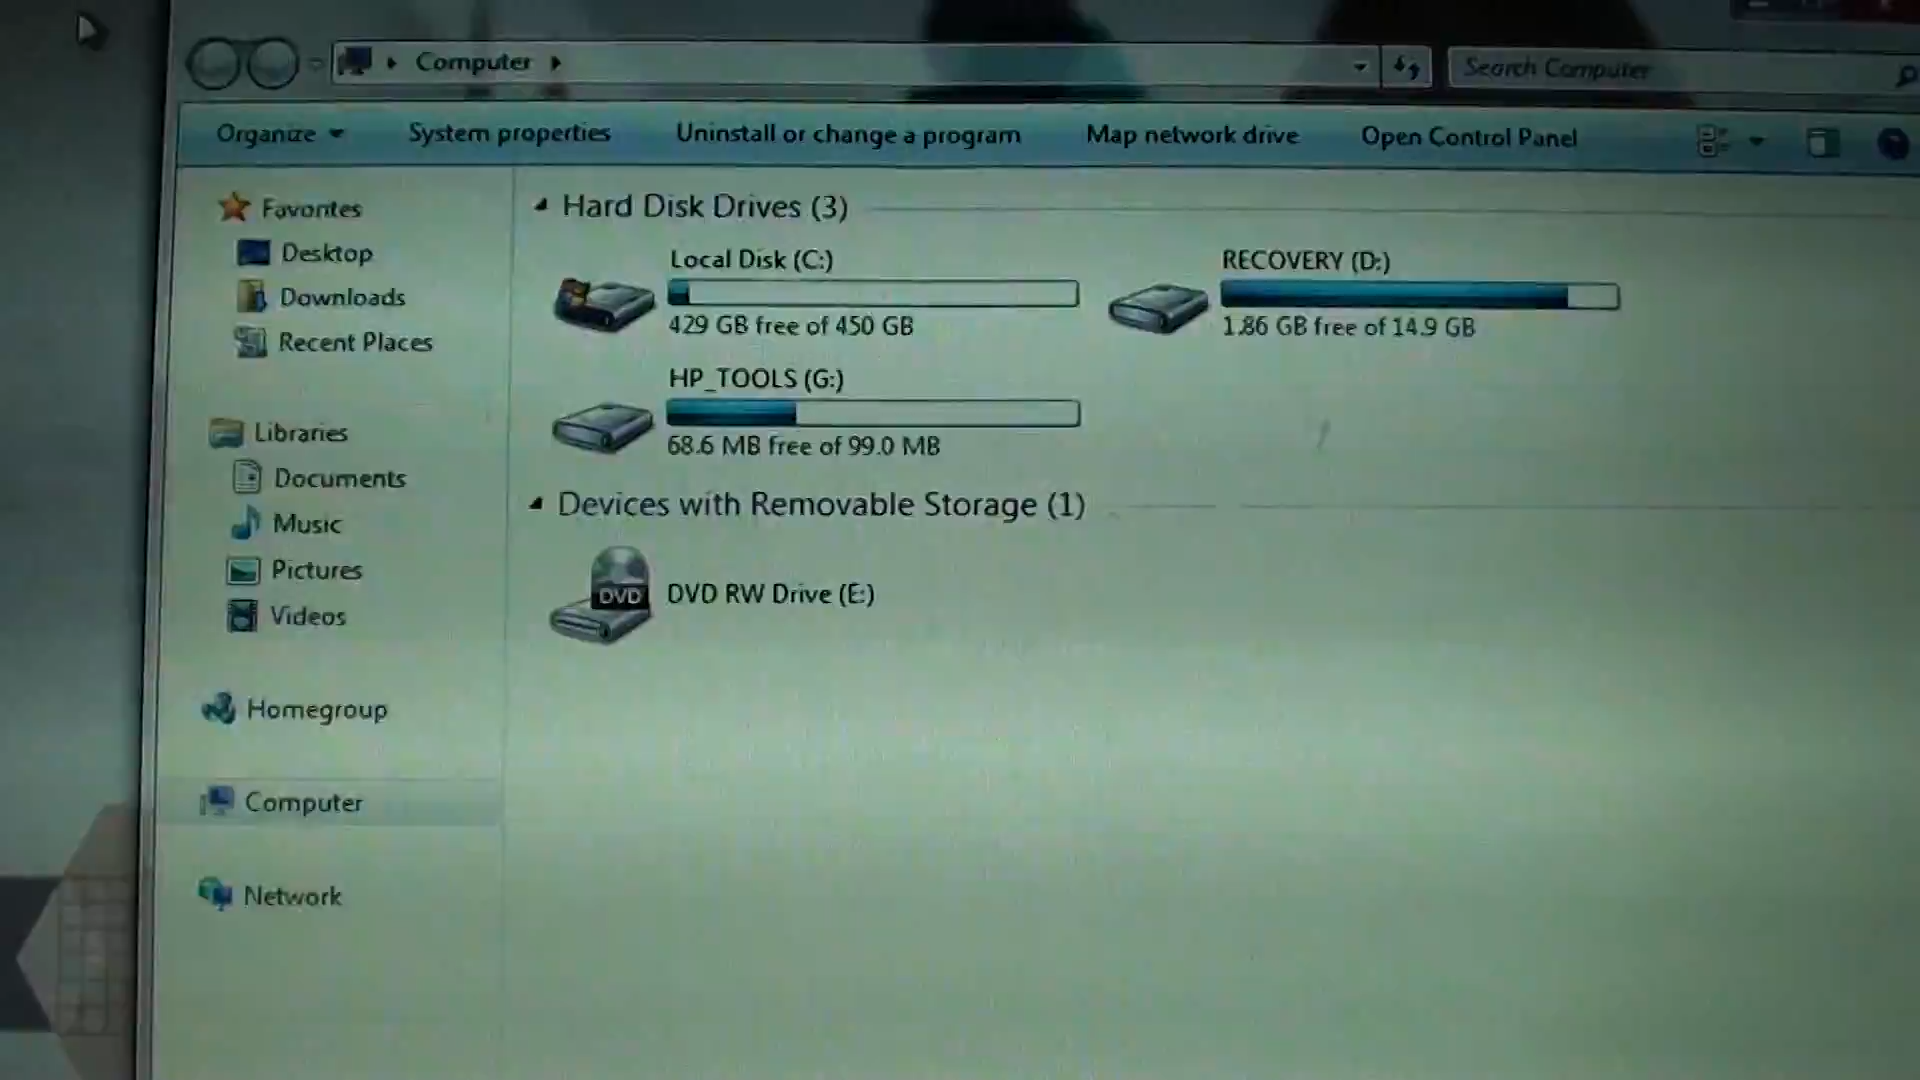 Computer
Search Computer
Organize
System properties
Uninstall or change a program
Map network drive
Open Control Panel
Favorites
Desktop
Downloads
Recent Places
Libraries
Documents
Music
Pictures
Videos
Homegroup
Computer
Network
Hard Disk Drives (3)
Local Disk (C:)
429 GB free of 450 GB
RECOVERY (D:)
1.86 GB free of 14.9 GB
HP_TOOLS (G:)
68.6 MB free of 99.0 MB
Devices with Removable Storage (1)
DVD
DVD RW Drive (E:)